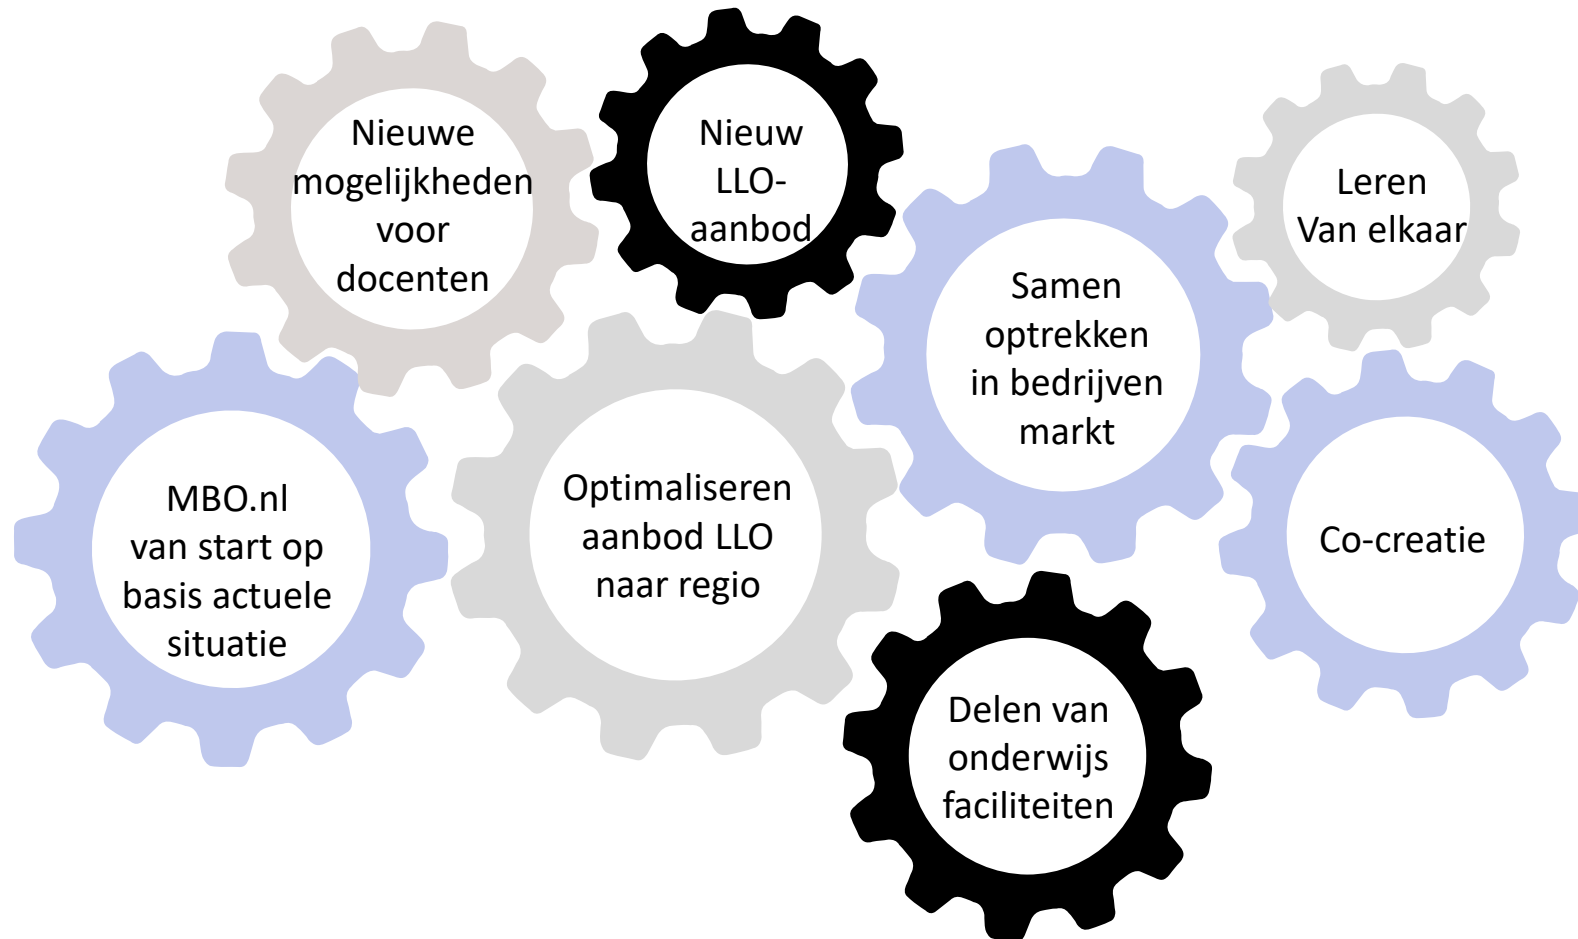 Nieuwe
mogelijkheden
voor
docenten
Nieuw
LLO-
aanbod
Leren
Van elkaar
Samen
optrekken
in bedrijven
markt
MBO.nl
van start op
basis actuele
situatie
Optimaliseren
aanbod LLO
naar regio
Co-creatie
Delen van
onderwijs
faciliteiten